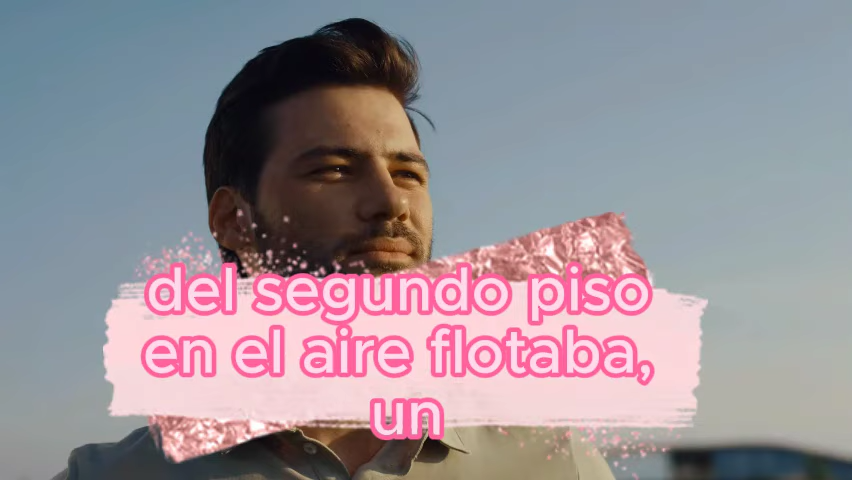 del segundo piso
en el aire flotaba,
un